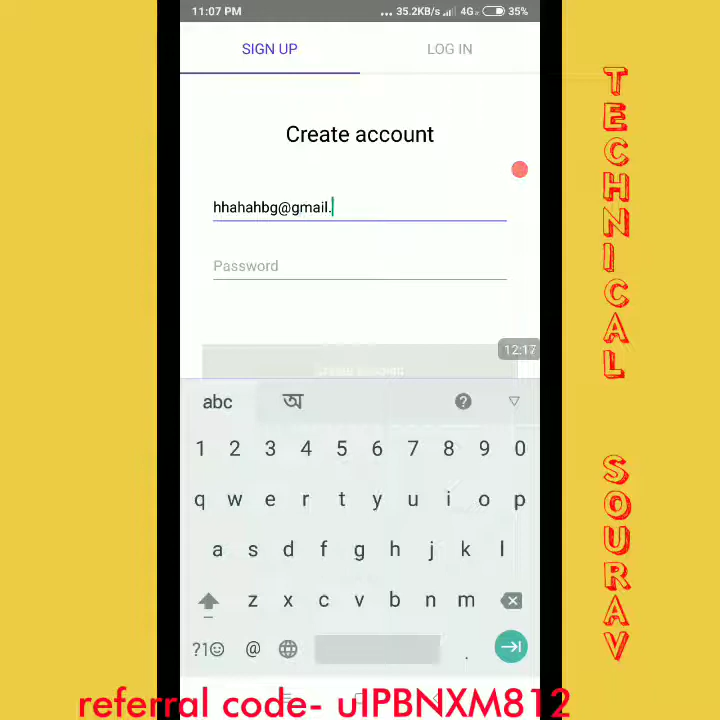 11:07 PM
... 35.2KB/s 4G 35%
SIGN UP
LOG IN
Create account
hhahahbg@gmail.
Password
12:17
abc অ ?
1 2 3 4 5 6 7 8 9 0
q w e r t y u i o p
a s d f g h j k l
z x c v b n m
?1☺ @ .
TECHNICAL SOURAV
referral code- uIPBNXM812